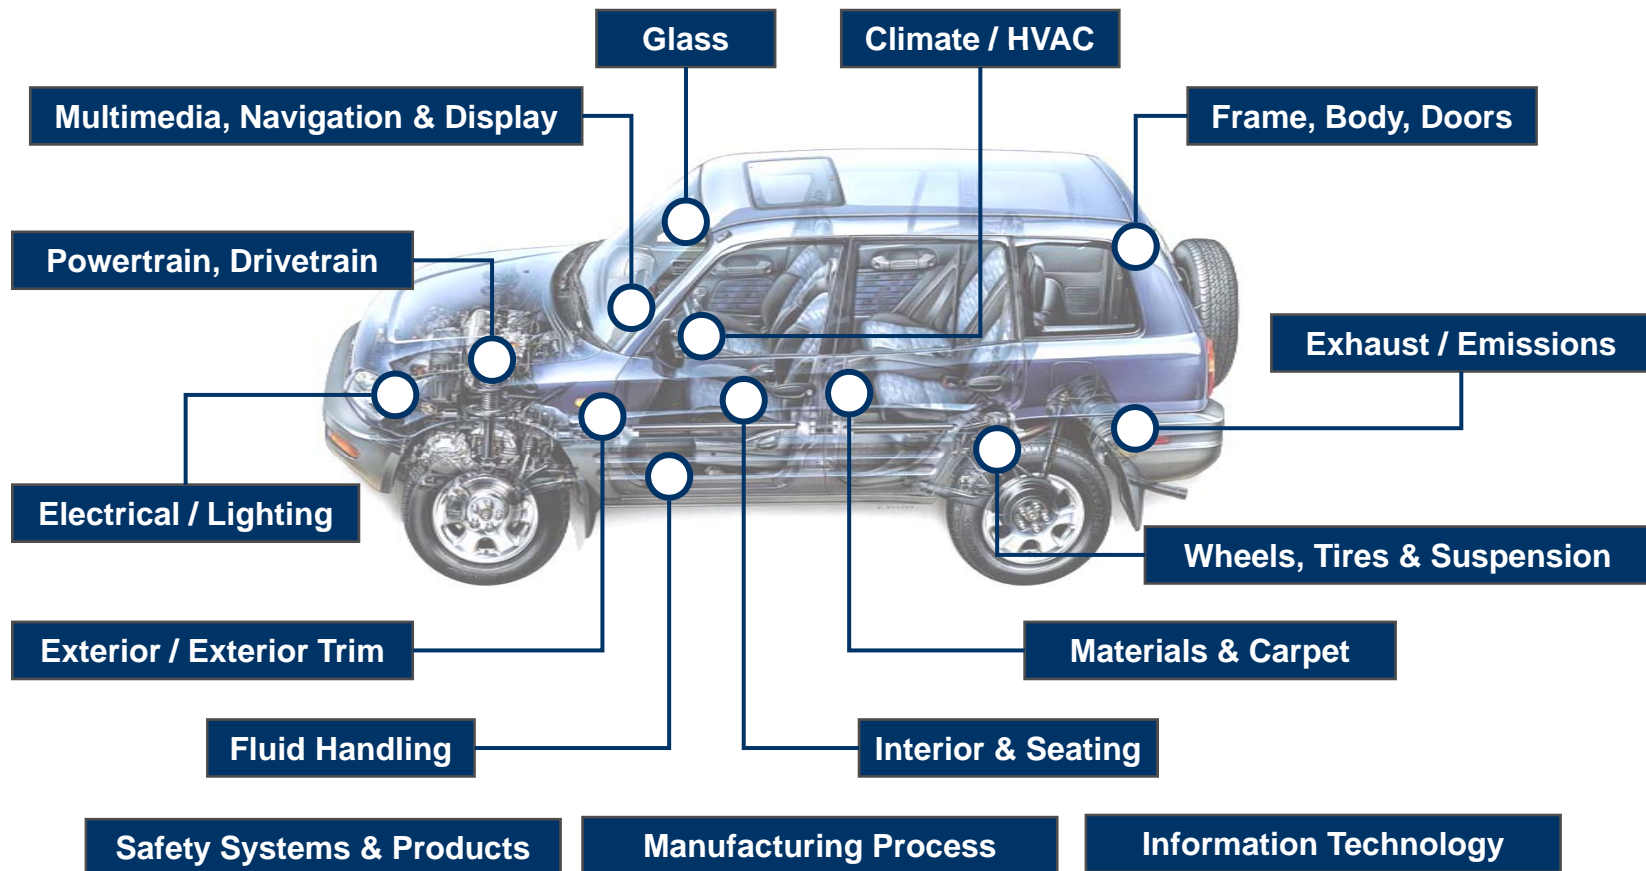 Glass
Climate / HVAC
Multimedia, Navigation & Display
Frame, Body, Doors
Powertrain, Drivetrain
Exhaust / Emissions
Electrical / Lighting
Wheels, Tires & Suspension
Exterior / Exterior Trim
Materials & Carpet
Fluid Handling
Interior & Seating
Safety Systems & Products
Manufacturing Process
Information Technology